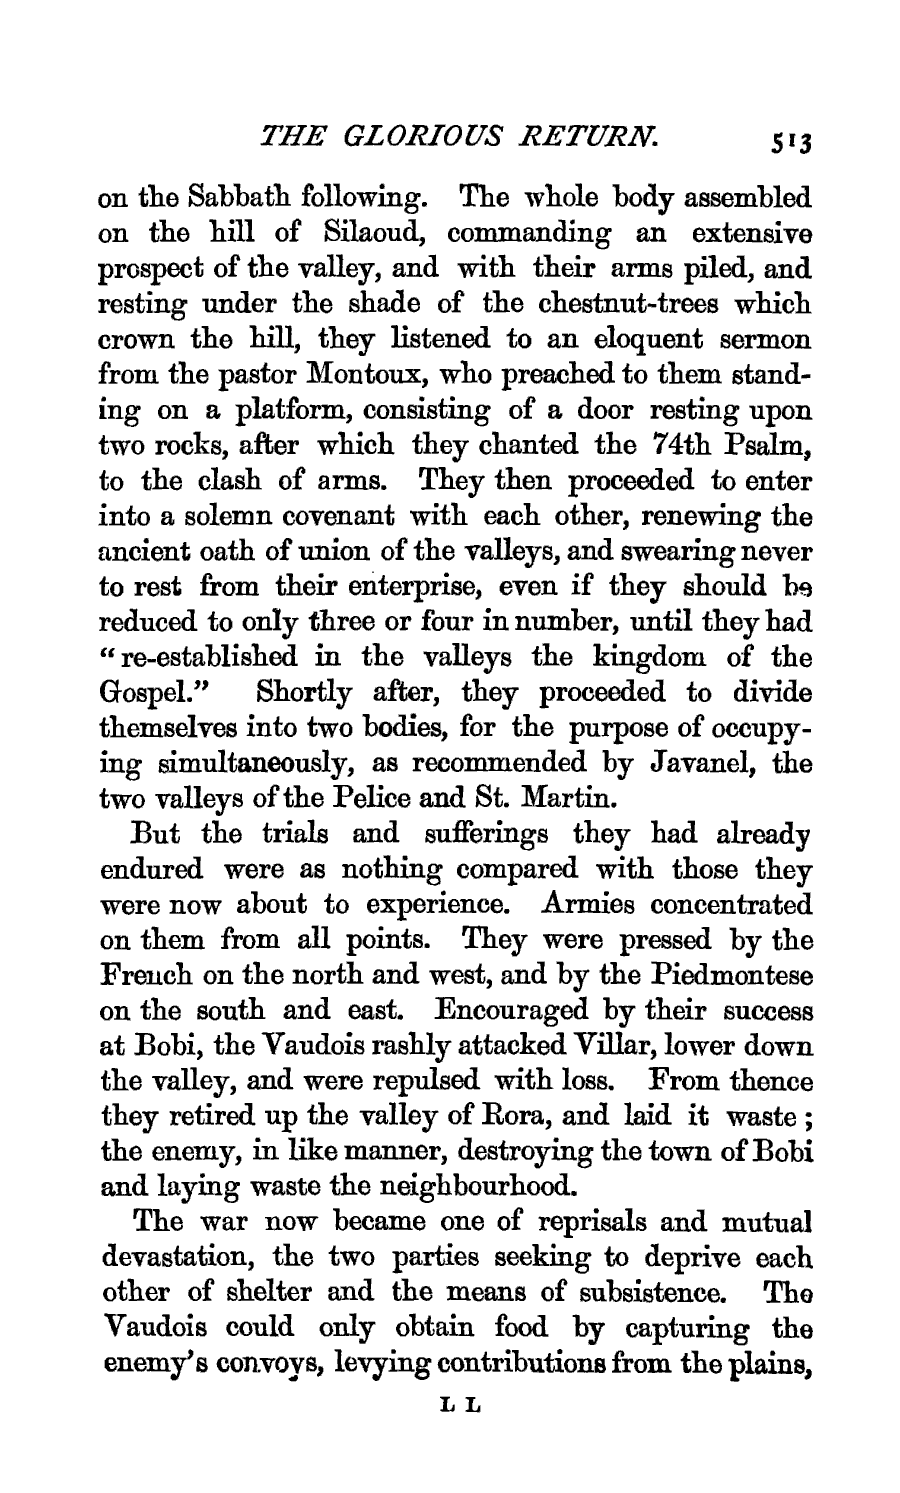 THE GLORIOUS RETURN. 513
on the Sabbath following. The whole body assembled
on the hill of Silaoud, commanding an extensive
prospect of the valley, and with their arms piled, and
resting under the shade of the chestnut-trees which
crown the hill, they listened to an eloquent sermon
from the pastor Montoux, who preached to them stand-
ing on a platform, consisting of a door resting upon
two rocks, after which they chanted the 74th Psalm,
to the clash of arms. They then proceeded to enter
into a solemn covenant with each other, renewing the
ancient oath of union of the valleys, and swearing never
to rest from their enterprise, even if they should be
reduced to only three or four in number, until they had
“re-established in the valleys the kingdom of the
Gospel.” Shortly after, they proceeded to divide
themselves into two bodies, for the purpose of occupy-
ing simultaneously, as recommended by Javanel, the
two valleys of the Pelice and St. Martin.
But the trials and sufferings they had already
endured were as nothing compared with those they
were now about to experience. Armies concentrated
on them from all points. They were pressed by the
French on the north and west, and by the Piedmontese
on the south and east. Encouraged by their success
at Bobi, the Vaudois rashly attacked Villar, lower down
the valley, and were repulsed with loss. From thence
they retired up the valley of Rora, and laid it waste;
the enemy, in like manner, destroying the town of Bobi
and laying waste the neighbourhood.
The war now became one of reprisals and mutual
devastation, the two parties seeking to deprive each
other of shelter and the means of subsistence. The
Vaudois could only obtain food by capturing the
enemy's convoys, levying contributions from the plains,
L L